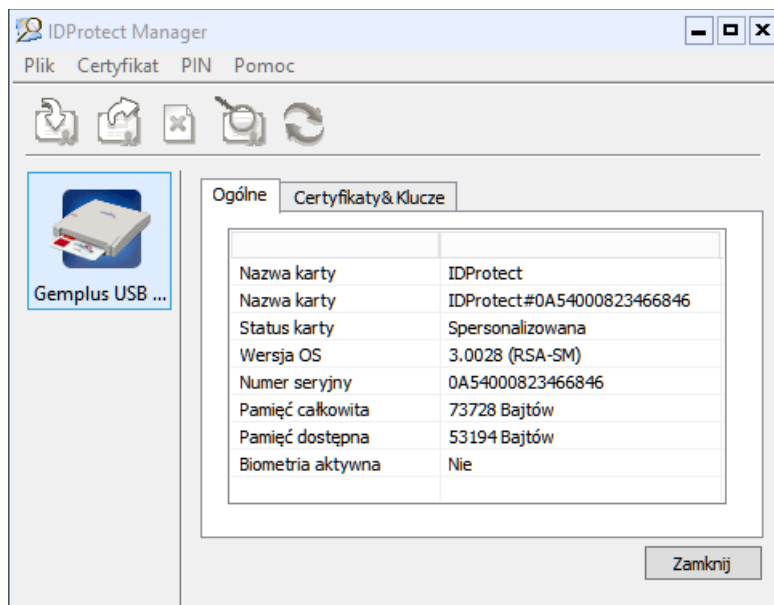 IDProtect Manager
Plik Certyfikat PIN Pomoc
Gemplus USB ...
Ogólne Certyfikaty& Klucze
Nazwa karty IDProtect
Nazwa karty IDProtect#0A54000823466846
Status karty Spersonalizowana
Wersja OS 3.0028 (RSA-SM)
Numer seryjny 0A54000823466846
Pamięć całkowita 73728 Bajtów
Pamięć dostępna 53194 Bajtów
Biometria aktywna Nie
Zamknij